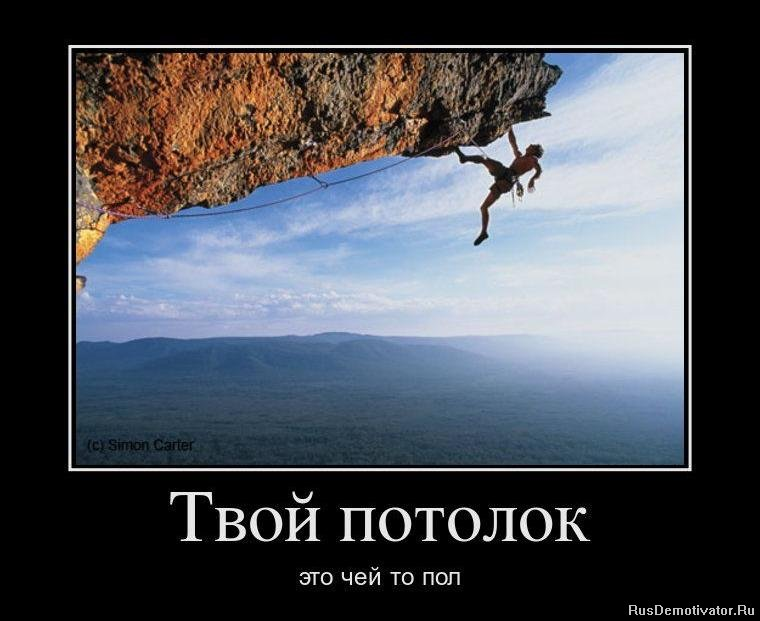 (c) Simon Carter
Твой потолок
это чей то пол
RusDemotivator.Ru